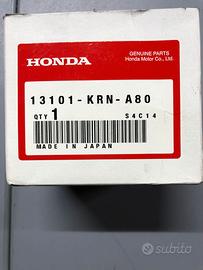 HONDA
GENUINE PARTS
Honda Motor Co., Ltd.
13101-KRN-A80
QTY 1 S4C14
MADE IN JAPAN
subito